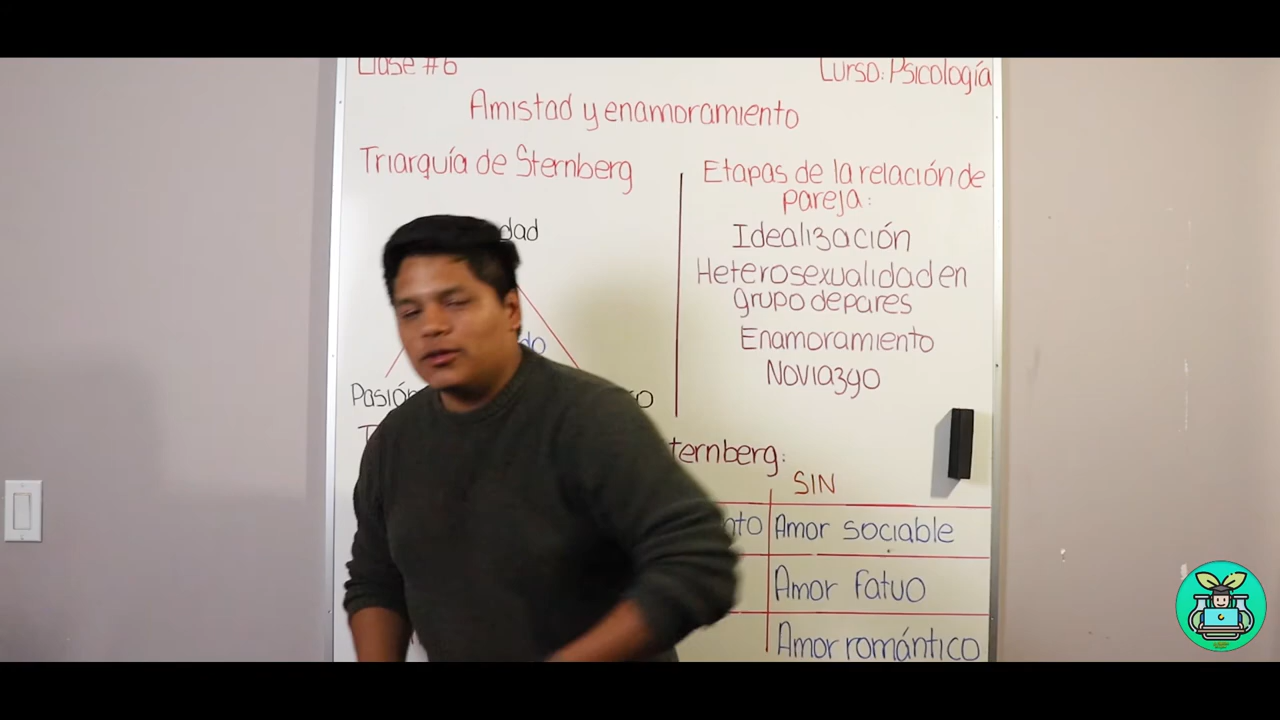 Clase #6
Curso: Psicología
Amistad y enamoramiento
Triarquía de Sternberg
Etapas de la relación de
pareja:
Idealización
Heterosexualidad en
grupo de pares
Enamoramiento
Noviazgo
Pasión
SIN
Amor sociable
Amor fatuo
Amor romántico